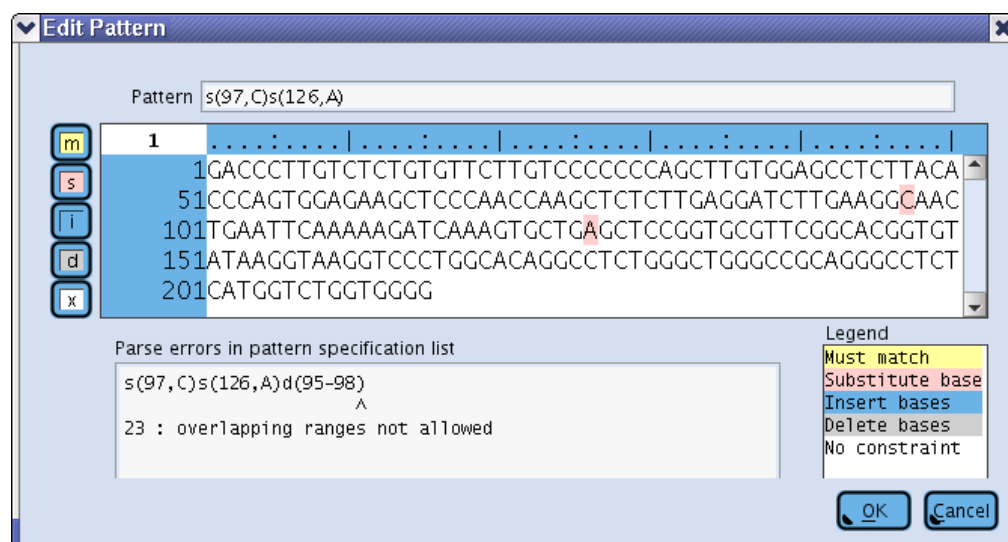 Edit Pattern
Pattern s(97,C)s(126,A)
m 1 ....:....|....:....|....:....|....:....|....:....|
1GACCCTTGTCTCTGTGTTCTTGTCCCCCCCAGCTTGTGGAGCCTCTTACA
s 51CCCAGTGGAGAAGCTCCCAACCAAGCTCTCTTGAGGATCTTGAAGGCAAC
i 101TGAATTCAAAAAGATCAAAGTGCTGAGCTCCGGTGCGTTCGGCACGGTGT
d 151ATAAGGTAAGGTCCCTGGCACAGGCCTCTGGGCTGGGCCGCAGGGCCTCT
x 201CATGGTCTGGTGGGG
Parse errors in pattern specification list
s(97,C)s(126,A)d(95-98)
^
23 : overlapping ranges not allowed
Legend
Must match
Substitute base
Insert bases
Delete bases
No constraint
OK Cancel